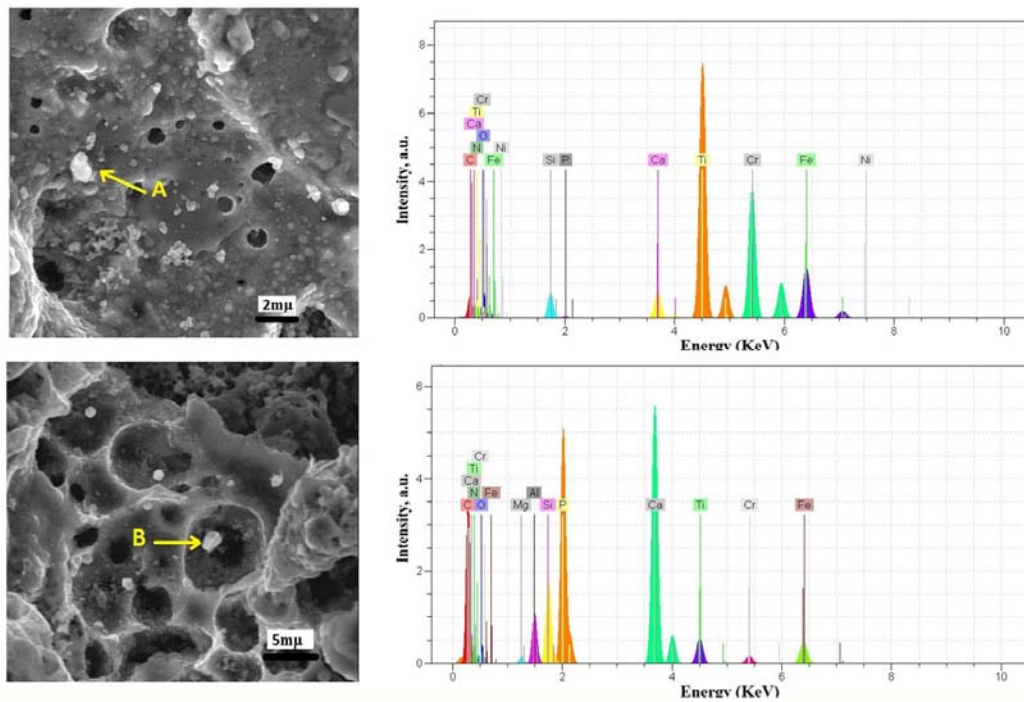 A
2mµ
8
6
4
2
0
Intensity, a.u.
Cr
Ti
Ca
O
N
Ni
C
Fe
Si
P
Ca
Ti
Cr
Fe
Ni
0
2
4
6
8
10
Energy (KeV)
B
5mµ
6
4
2
0
Intensity, a.u.
Cr
Ti
Ca
N
Fe
C
O
Mg
Al
Si
P
Ca
Ti
Cr
Fe
0
2
4
6
8
10
Energy (KeV)